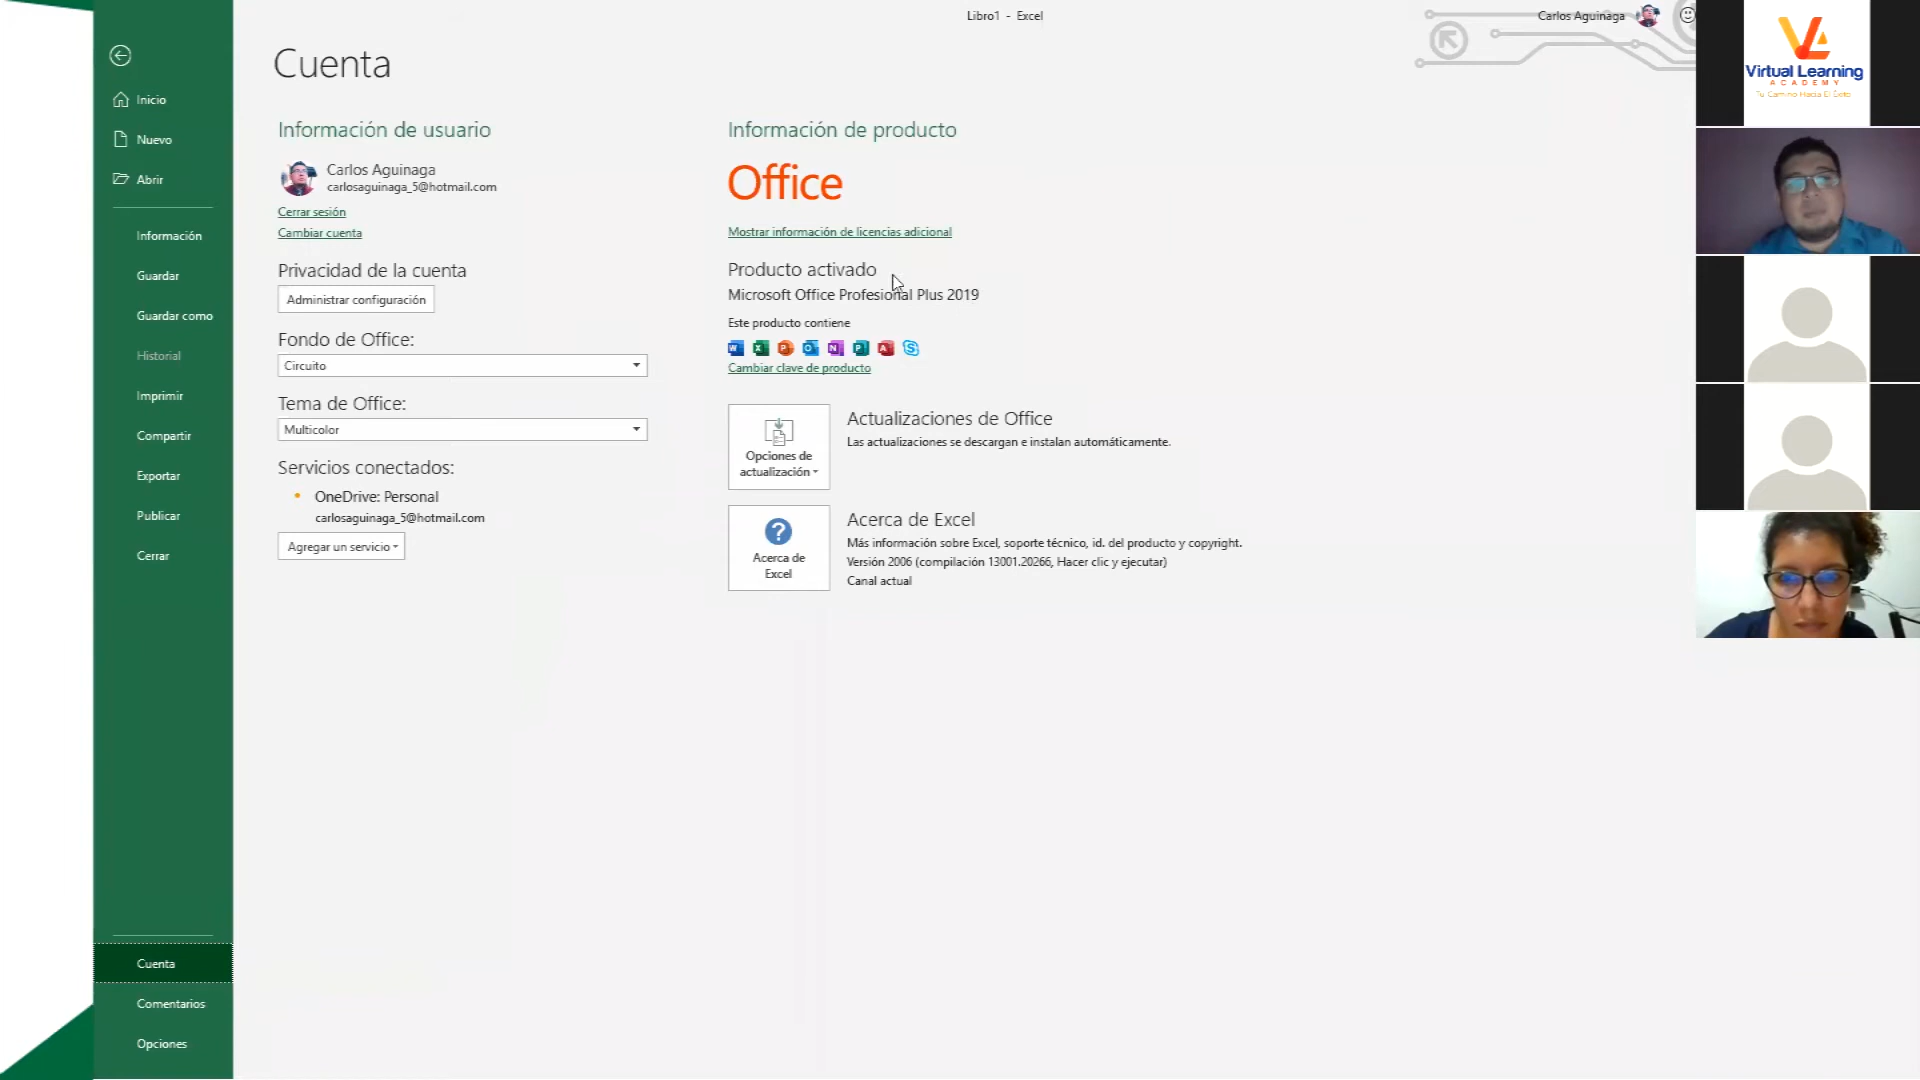 Libro1 - Excel
Carlos Aguinaga
Inicio
Nuevo
Abrir
Información
Guardar
Guardar como
Historial
Imprimir
Compartir
Exportar
Publicar
Cerrar
Cuenta
Comentarios
Opciones
Cuenta
Información de usuario
Carlos Aguinaga
carlosaguinaga_5@hotmail.com
Cerrar sesión
Cambiar cuenta
Privacidad de la cuenta
Administrar configuración
Fondo de Office:
Circuito
Tema de Office:
Multicolor
Servicios conectados:
OneDrive: Personal
carlosaguinaga_5@hotmail.com
Agregar un servicio
Información de producto
Office
Mostrar información de licencias adicional
Producto activado
Microsoft Office Profesional Plus 2019
Este producto contiene
Cambiar clave de producto
Opciones de
actualización
Actualizaciones de Office
Las actualizaciones se descargan e instalan automáticamente.
Acerca de
Excel
Acerca de Excel
Más información sobre Excel, soporte técnico, id. del producto y copyright.
Versión 2006 (compilación 13001.20266, Hacer clic y ejecutar)
Canal actual
Virtual Learning
ACADEMY
Tu Camino Hacia El Éxito